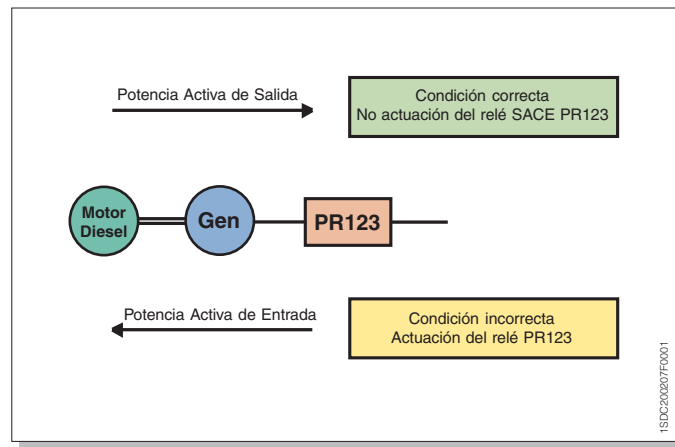 Potencia Activa de Salida
Condición correcta
No actuación del relé SACE PR123
Motor
Diesel
Gen
PR123
Potencia Activa de Entrada
Condición incorrecta
Actuación del relé PR123
1SDC200207F0001